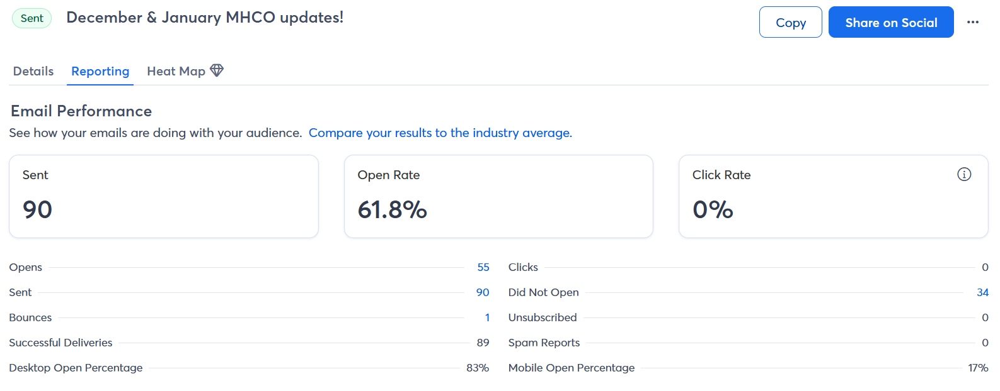 Sent December & January MHCO updates! Copy Share on Social
Details Reporting Heat Map
Email Performance
See how your emails are doing with your audience. Compare your results to the industry average.
Sent
90
Open Rate
61.8%
Click Rate
0%
Opens 55
Sent 90
Bounces 1
Successful Deliveries 89
Desktop Open Percentage 83%
Clicks 0
Did Not Open 34
Unsubscribed 0
Spam Reports 0
Mobile Open Percentage 17%